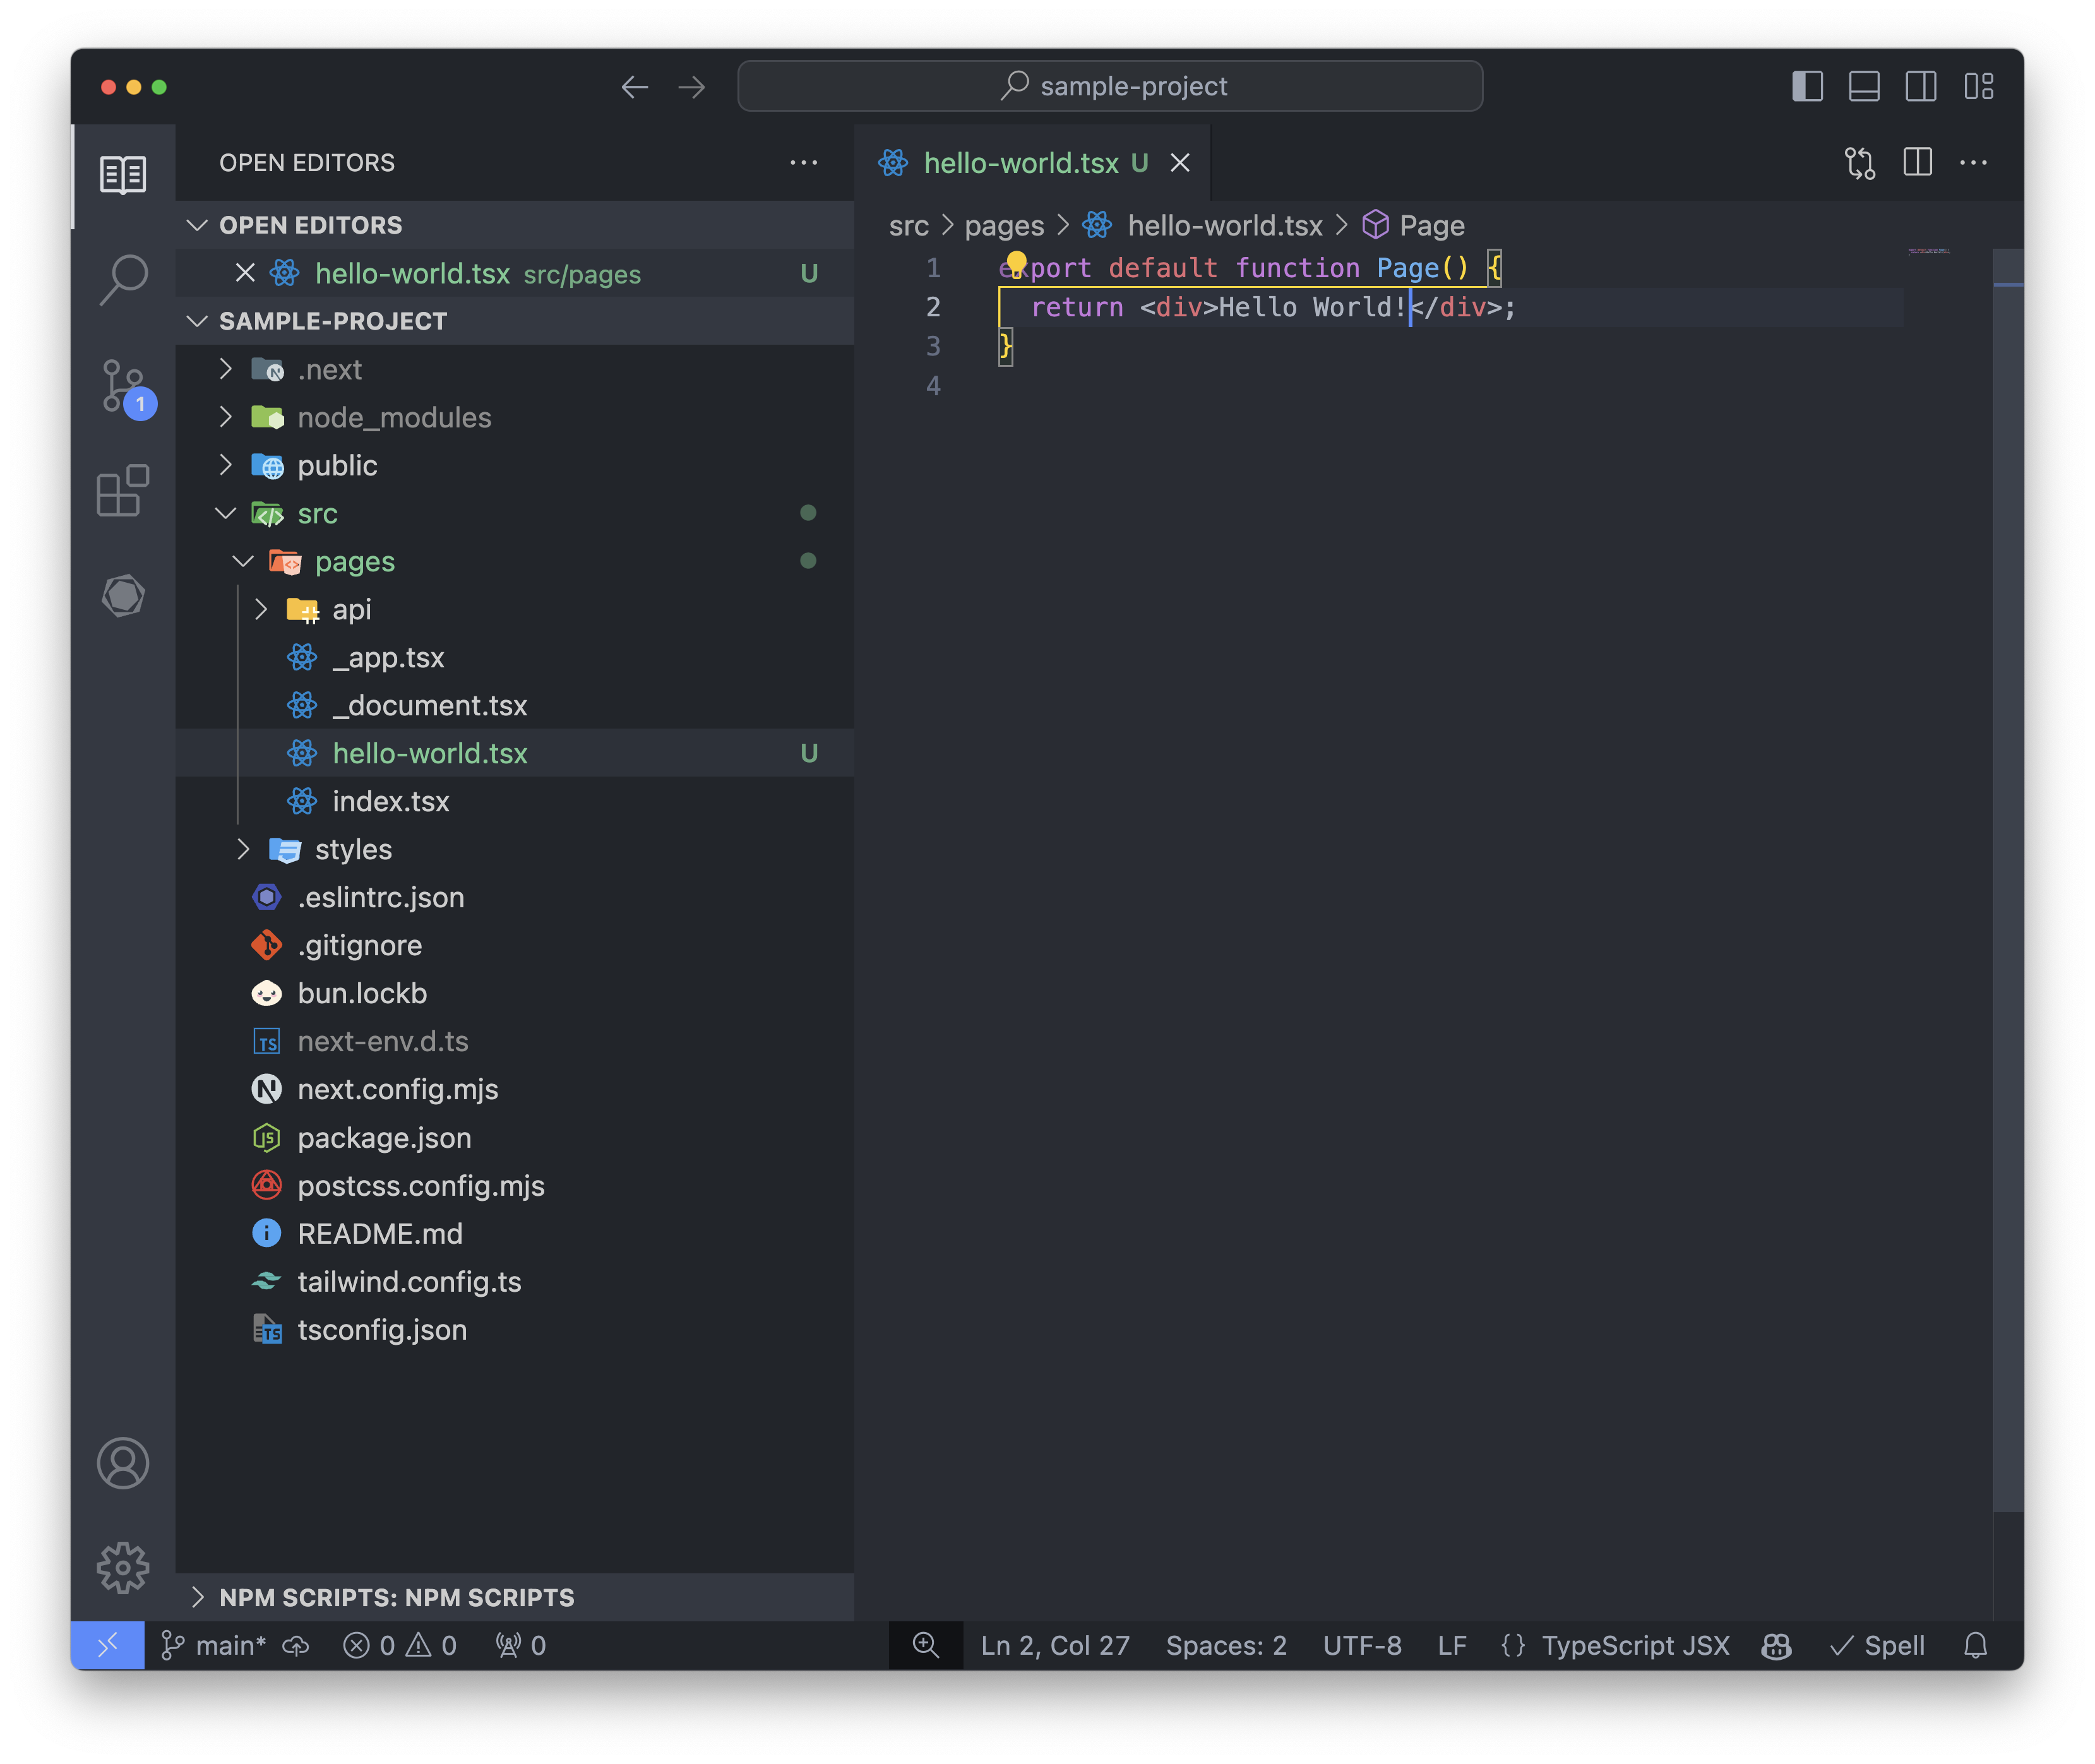 sample-project
OPEN EDITORS
hello-world.tsx U
OPEN EDITORS
src pages hello-world.tsx Page
hello-world.tsx src/pages U
SAMPLE-PROJECT
.next
node_modules
public
src
pages
api
_app.tsx
_document.tsx
hello-world.tsx U
index.tsx
styles
.eslintrc.json
.gitignore
bun.lockb
TS next-env.d.ts
N next.config.mjs
JS package.json
postcss.config.mjs
i README.md
tailwind.config.ts
TS tsconfig.json
1 export default function Page() {
2 return <div>Hello World!</div>;
3 }
4
1
NPM SCRIPTS: NPM SCRIPTS
main* 0 0 0 Ln 2, Col 27 Spaces: 2 UTF-8 LF {} TypeScript JSX Spell